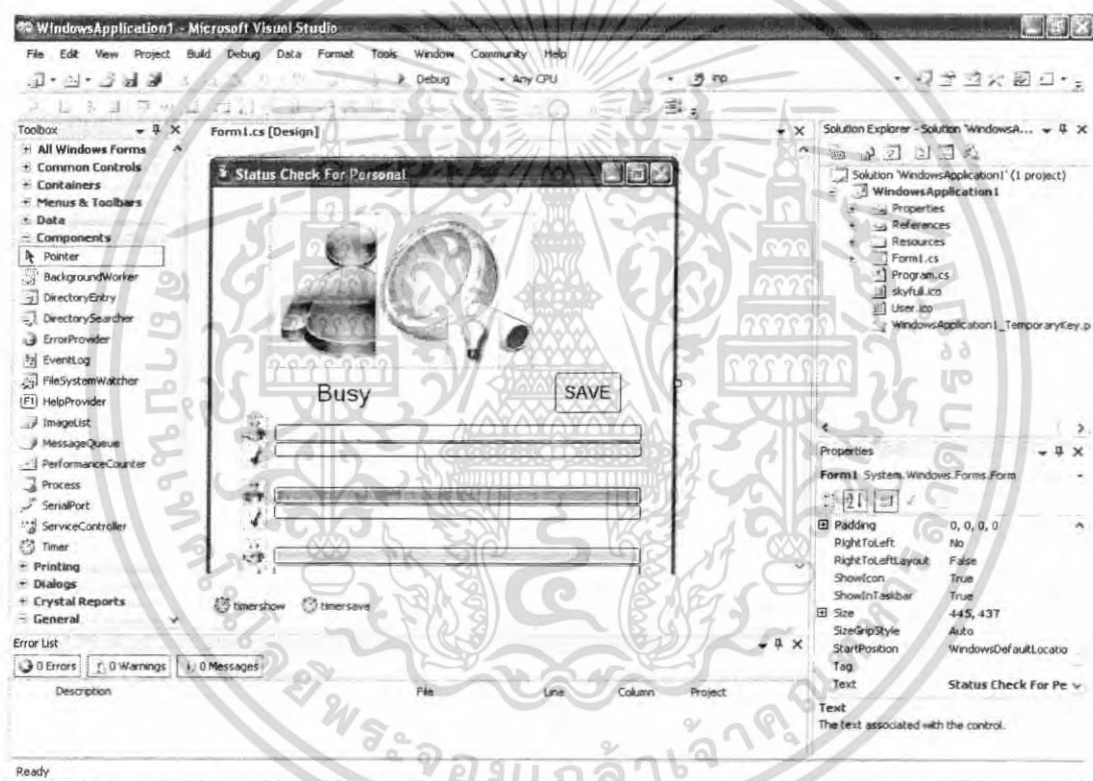 WindowsApplication1 - Microsoft Visual Studio
File Edit View Project Build Debug Data Format Tools Window Community Help
Debug Any CPU inp
Toolbox
All Windows Forms
Common Controls
Containers
Menus & Toolbars
Data
Components
Pointer
BackgroundWorker
DirectoryEntry
DirectorySearcher
ErrorProvider
EventLog
FileSystemWatcher
HelpProvider
ImageList
MessageQueue
PerformanceCounter
Process
SerialPort
ServiceController
Timer
Printing
Dialogs
Crystal Reports
General
Form1.cs [Design]
Status Check For Personal
Busy
SAVE
timershow timersave
Solution Explorer - Solution 'WindowsA...
Solution 'WindowsApplication1' (1 project)
WindowsApplication1
Properties
References
Resources
Form1.cs
Program.cs
skyfull.ico
User.ico
WindowsApplication1_TemporaryKey.p
Properties
Form1 System.Windows.Forms.Form
Padding 0, 0, 0, 0
RightToLeft No
RightToLeftLayout False
ShowIcon True
ShowInTaskbar True
Size 445, 437
SizeGripStyle Auto
StartPosition WindowsDefaultLocatio
Tag
Text Status Check For Pe
Text
The text associated with the control.
Error List
0 Errors 0 Warnings 0 Messages
Description File Line Column Project
Ready